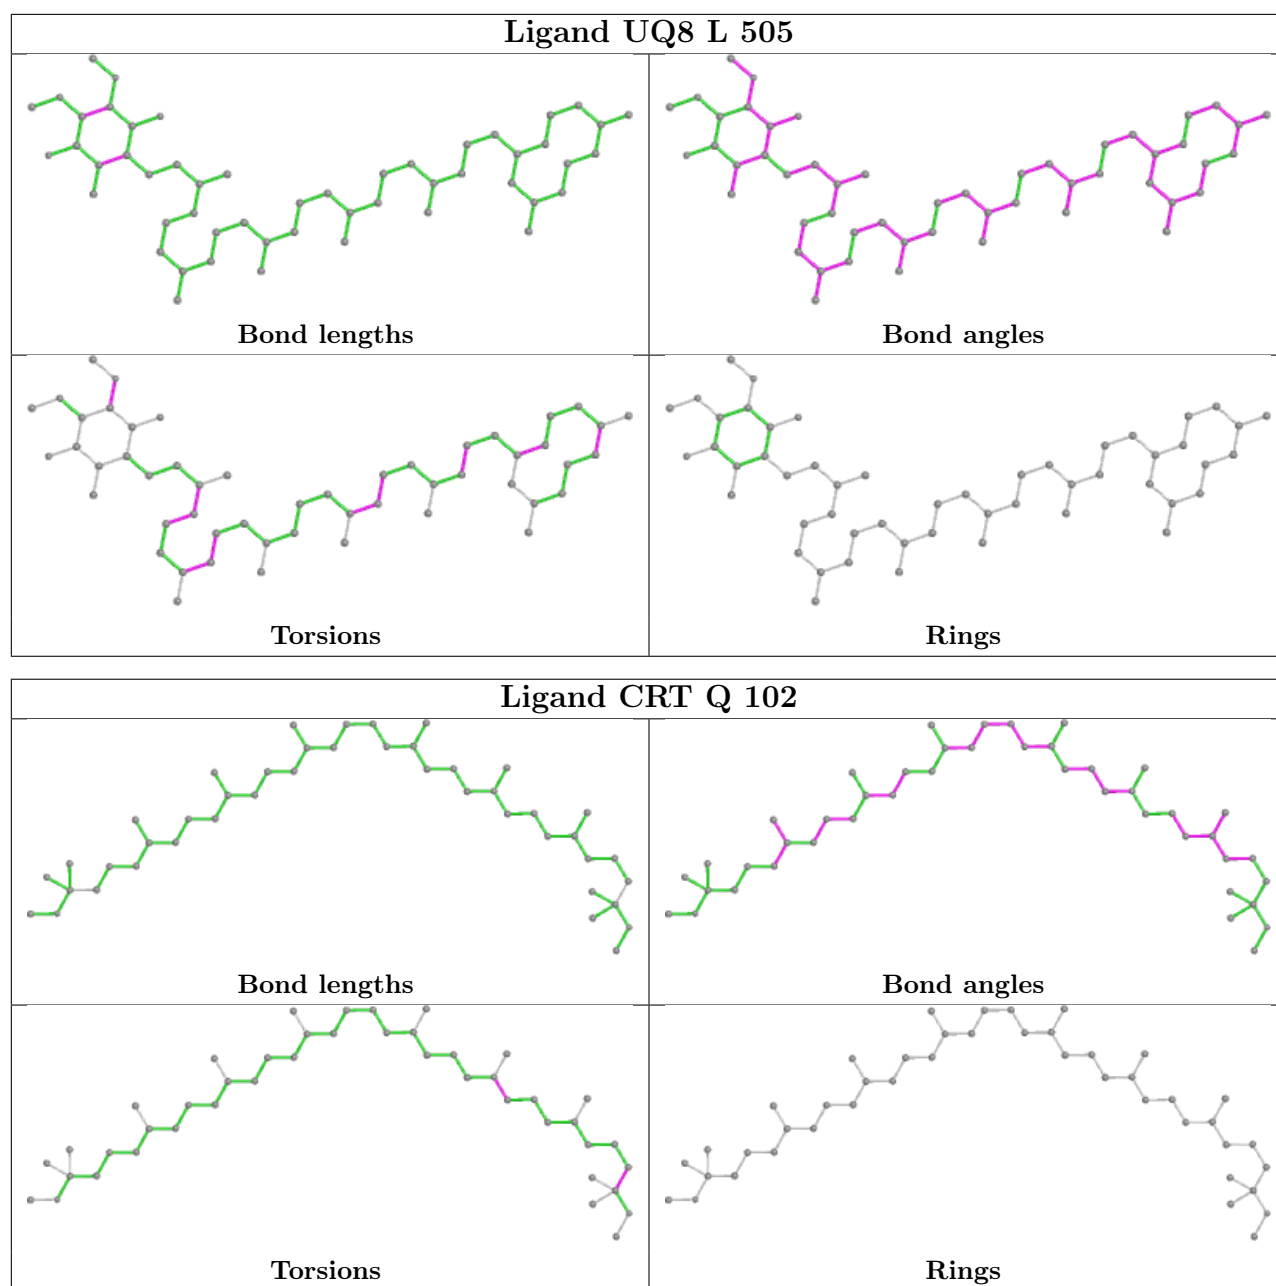 Ligand UQ8 L 505
Bond lengths
Bond angles
Torsions
Rings
Ligand CRT Q 102
Bond lengths
Bond angles
Torsions
Rings